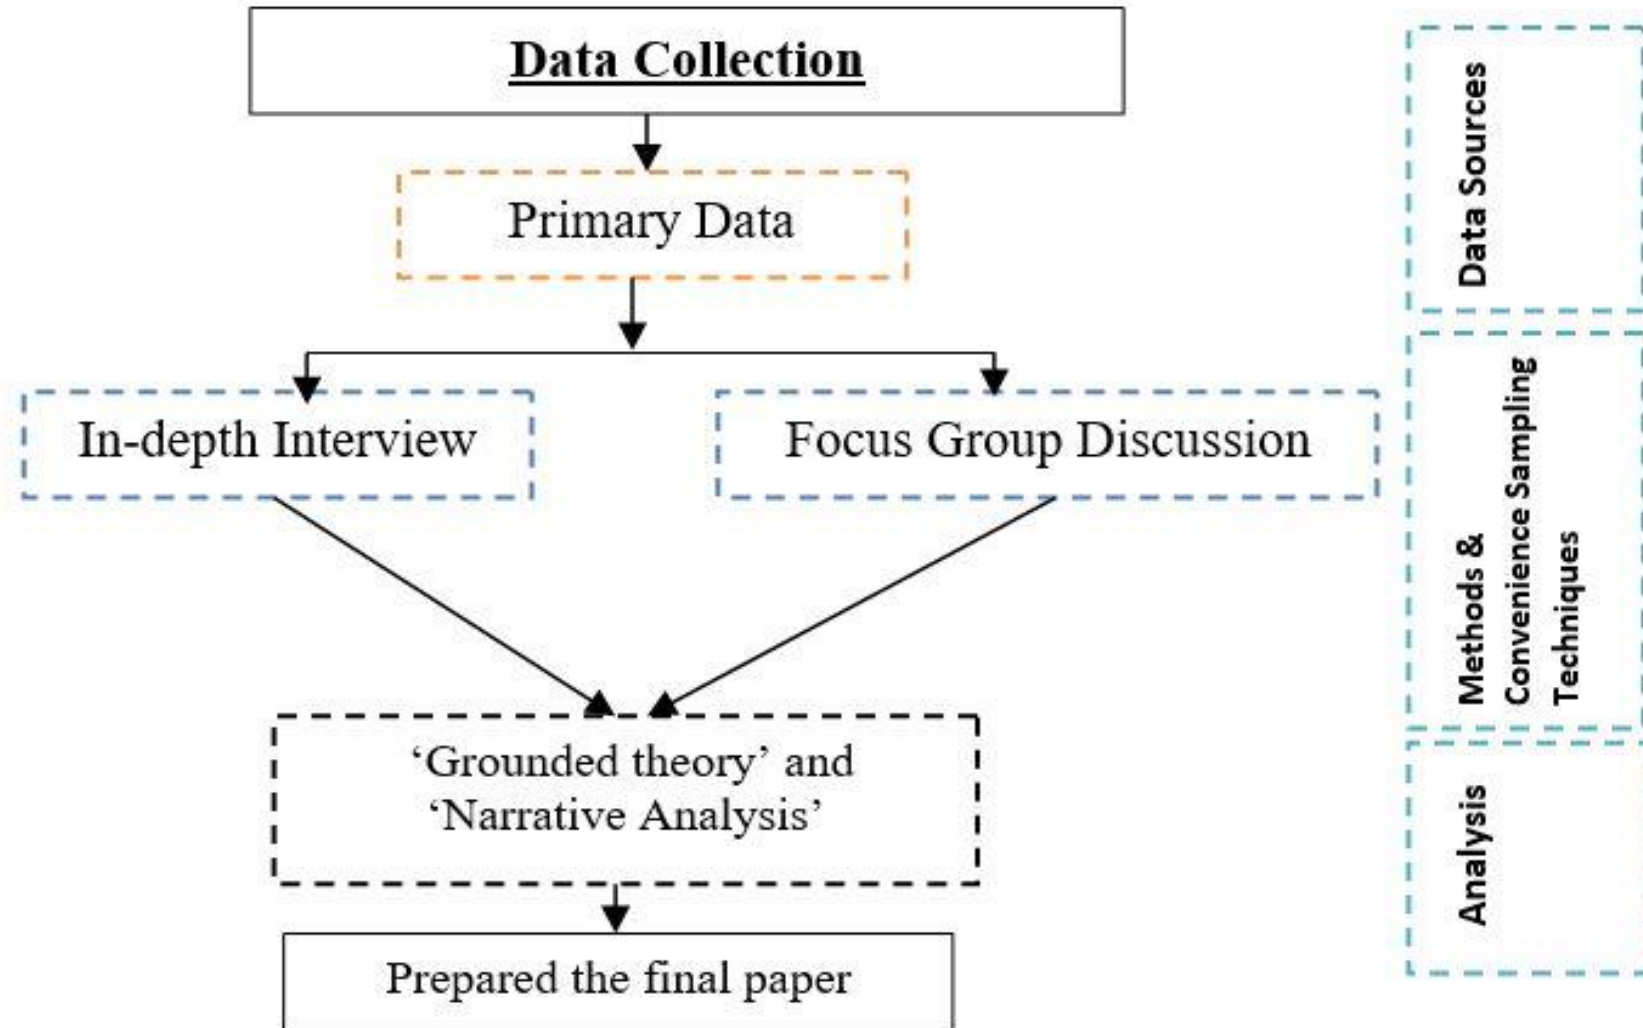 Data Collection
Primary Data
In-depth Interview
Focus Group Discussion
‘Grounded theory’ and
‘Narrative Analysis’
Prepared the final paper
Data Sources
Methods &
Convenience Sampling
Techniques
Analysis